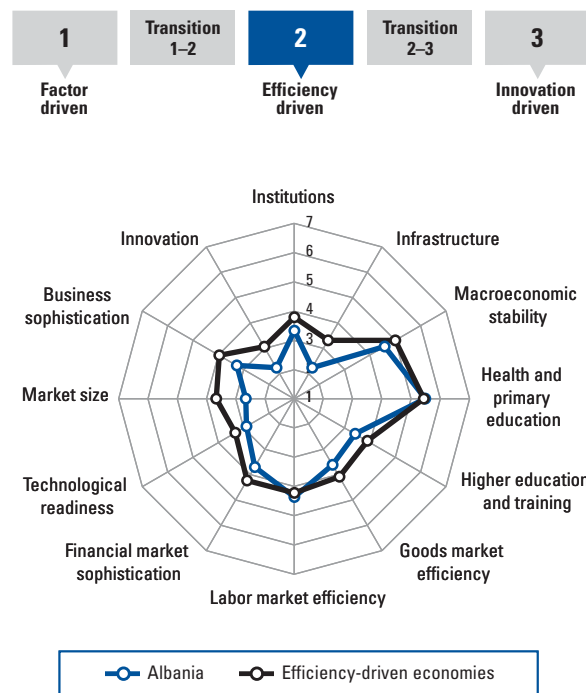 1
Transition
1–2
2
Transition
2–3
3
Factor
driven
Efficiency
driven
Innovation
driven
Institutions
7
6
5
4
3
1
Innovation
Infrastructure
Business
sophistication
Macroeconomic
stability
Market size
Health and
primary
education
Technological
readiness
Higher education
and training
Financial market
sophistication
Goods market
efficiency
Labor market efficiency
Albania
Efficiency-driven economies